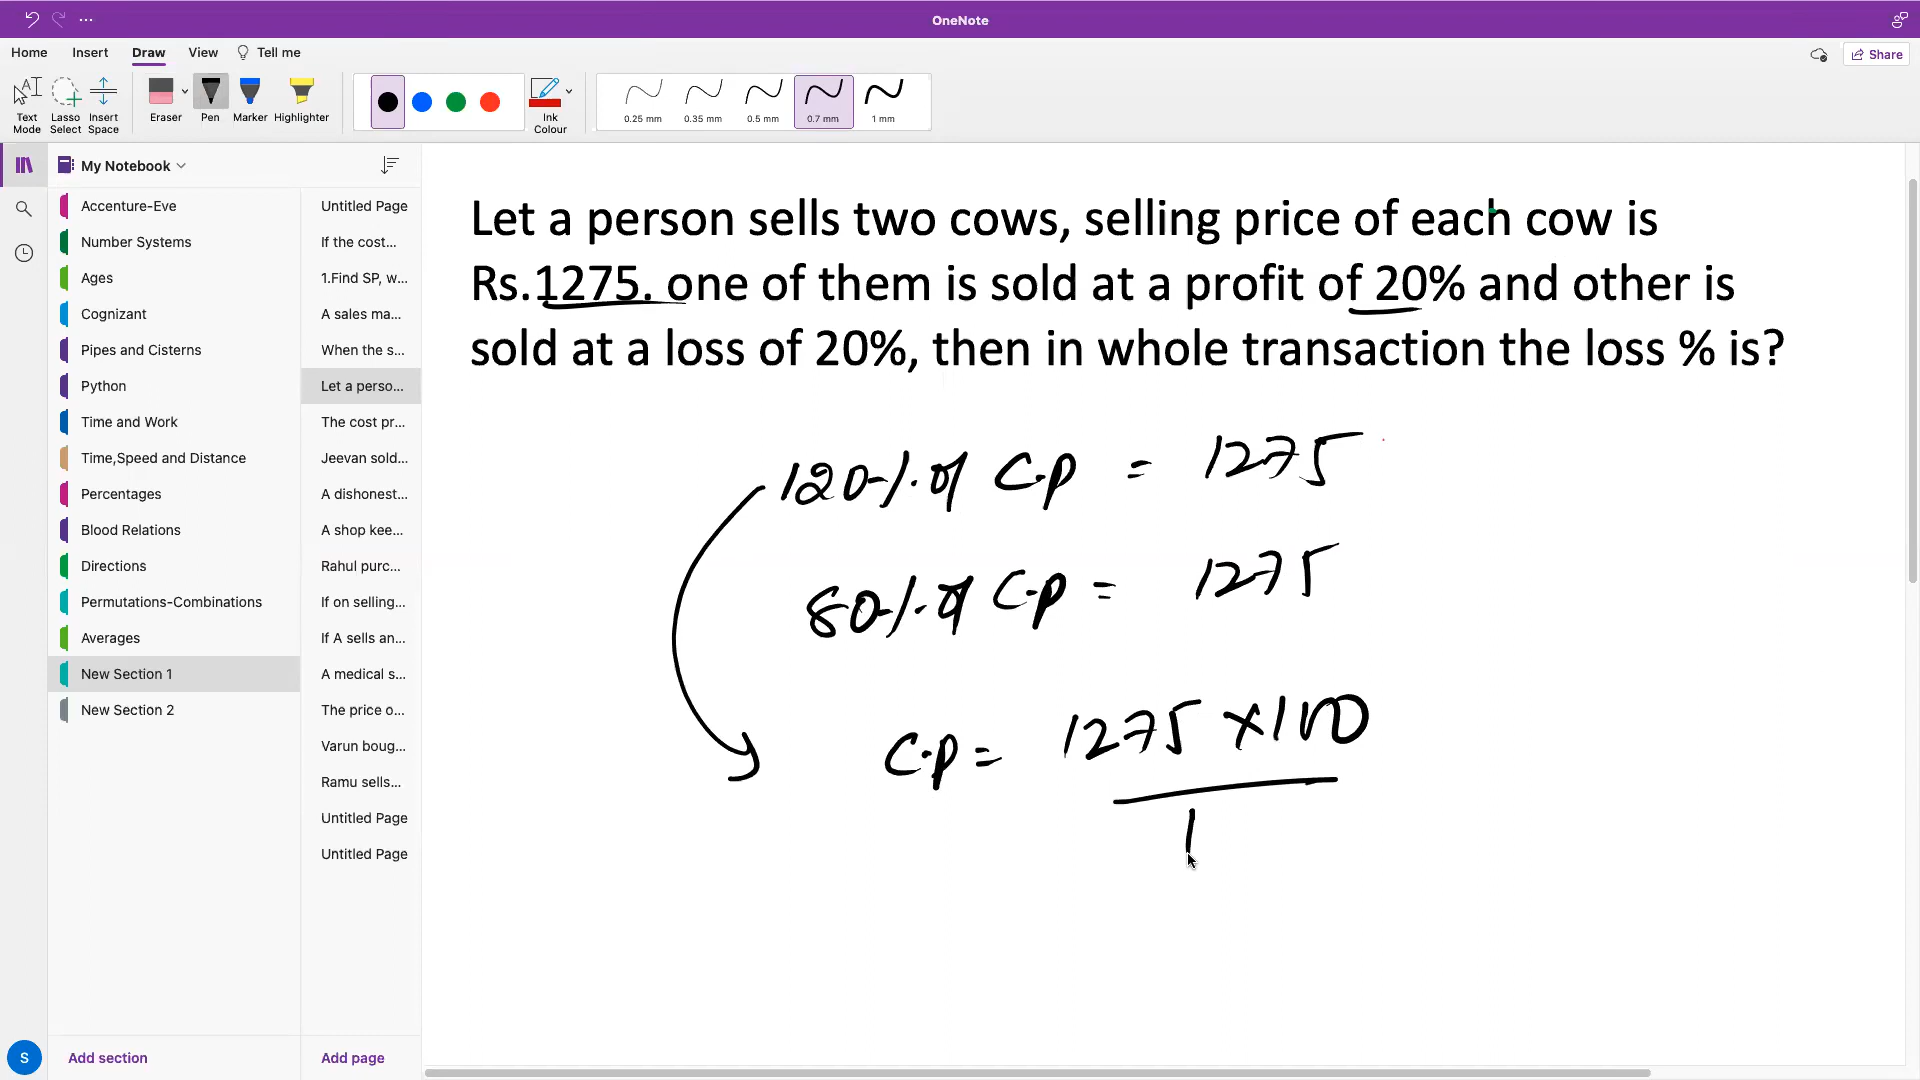 OneNote
Home Insert Draw View Tell me
Share
Text Mode
Lasso Select
Insert Space
Eraser
Pen
Marker
Highlighter
Ink Colour
0.25 mm
0.35 mm
0.5 mm
0.7 mm
1 mm
My Notebook
Accenture-Eve
Number Systems
Ages
Cognizant
Pipes and Cisterns
Python
Time and Work
Time,Speed and Distance
Percentages
Blood Relations
Directions
Permutations-Combinations
Averages
New Section 1
New Section 2
Add section
S
Untitled Page
If the cost...
1.Find SP, w...
A sales ma...
When the s...
Let a perso...
The cost pr...
Jeevan sold...
A dishonest...
A shop kee...
Rahul purc...
If on selling...
If A sells an...
A medical s...
The price o...
Varun boug...
Ramu sells...
Untitled Page
Untitled Page
Add page
Let a person sells two cows, selling price of each cow is
Rs.1275. one of them is sold at a profit of 20% and other is
sold at a loss of 20%, then in whole transaction the loss % is?
120% of C.P = 1275
80% of C.P = 1275
C.P = 1275 × 100
1